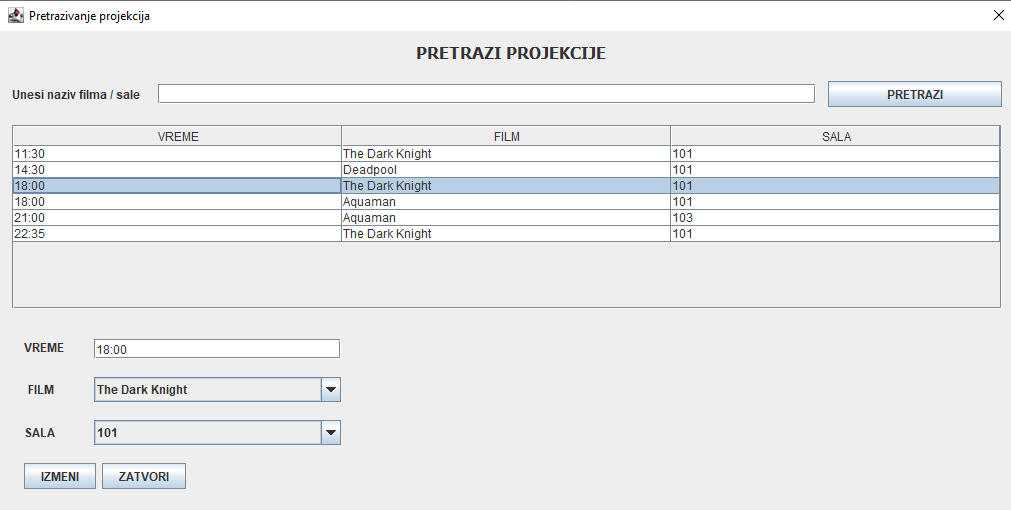 Pretrazivanje projekcija
PRETRAZI PROJEKCIJE
Unesi naziv filma / sale PRETRAZI
VREME FILM SALA
11:30 The Dark Knight 101
14:30 Deadpool 101
18:00 The Dark Knight 101
18:00 Aquaman 101
21:00 Aquaman 103
22:35 The Dark Knight 101
VREME 18:00
FILM The Dark Knight
SALA 101
IZMENI ZATVORI